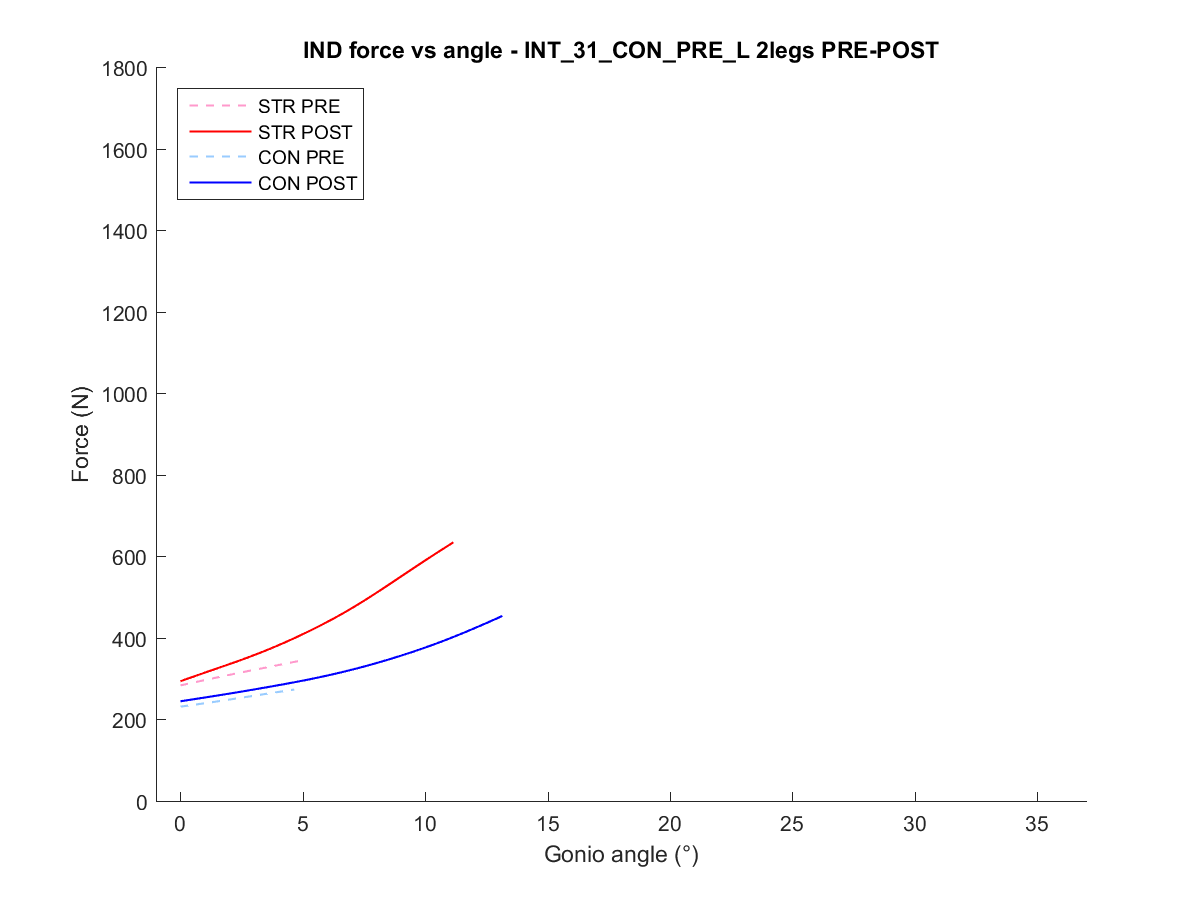 IND force vs angle - INT_31_CON_PRE_L 2legs PRE-POST
1800
1600
1400
1200
1000
800
600
400
200
0
Force (N)
STR PRE
STR POST
CON PRE
CON POST
0 5 10 15 20 25 30 35
Gonio angle (°)